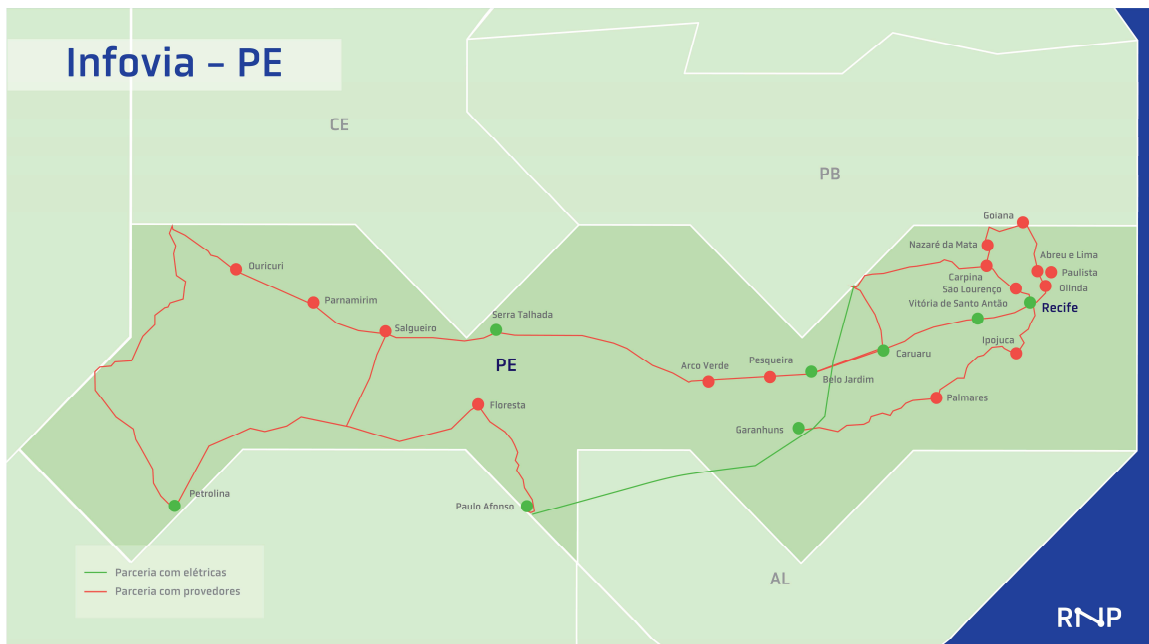 Infovia – PE
CE
PB
Goiana
Nazaré da Mata
Abreu e Lima
Ouricuri
Carpina
Paulista
Sao Lourenço
Olinda
Parnamirim
Vitória de Santo Antão
Recife
Serra Talhada
Salgueiro
Ipojuca
PE
Arco Verde
Pesqueira
Caruaru
Belo Jardim
Floresta
Palmares
Garanhuns
Petrolina
Paulo Afonso
Parceria com elétricas
Parceria com provedores
AL
RNP